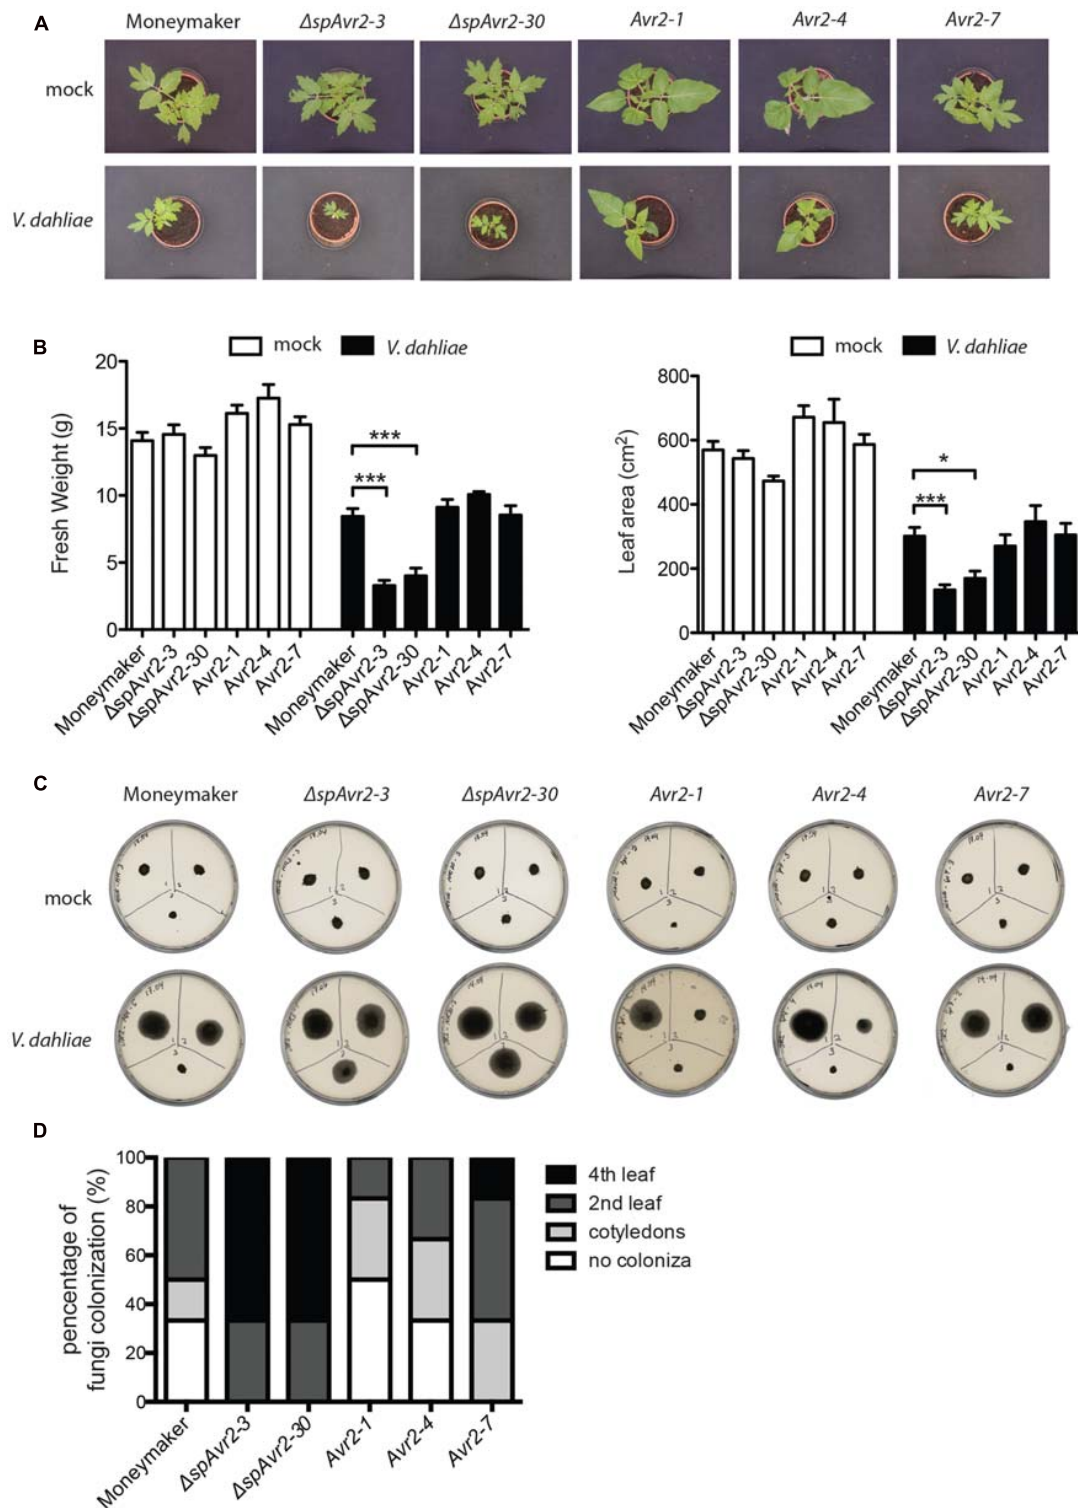 A
Moneymaker ΔspAvr2-3 ΔspAvr2-30 Avr2-1 Avr2-4 Avr2-7
mock
V. dahliae
B
mock V. dahliae
Fresh Weight (g)
20
15
10
5
0
***
***
Moneymaker ΔspAvr2-3 ΔspAvr2-30 Avr2-1 Avr2-4 Avr2-7 Moneymaker ΔspAvr2-3 ΔspAvr2-30 Avr2-1 Avr2-4 Avr2-7
mock V. dahliae
Leaf area (cm2)
800
600
400
200
0
*
***
Moneymaker ΔspAvr2-3 ΔspAvr2-30 Avr2-1 Avr2-4 Avr2-7 Moneymaker ΔspAvr2-3 ΔspAvr2-30 Avr2-1 Avr2-4 Avr2-7
C
Moneymaker ΔspAvr2-3 ΔspAvr2-30 Avr2-1 Avr2-4 Avr2-7
mock
V. dahliae
D
pencentage of
fungi colonization (%)
100
80
60
40
20
0
4th leaf
2nd leaf
cotyledons
no coloniza
Moneymaker ΔspAvr2-3 ΔspAvr2-30 Avr2-1 Avr2-4 Avr2-7